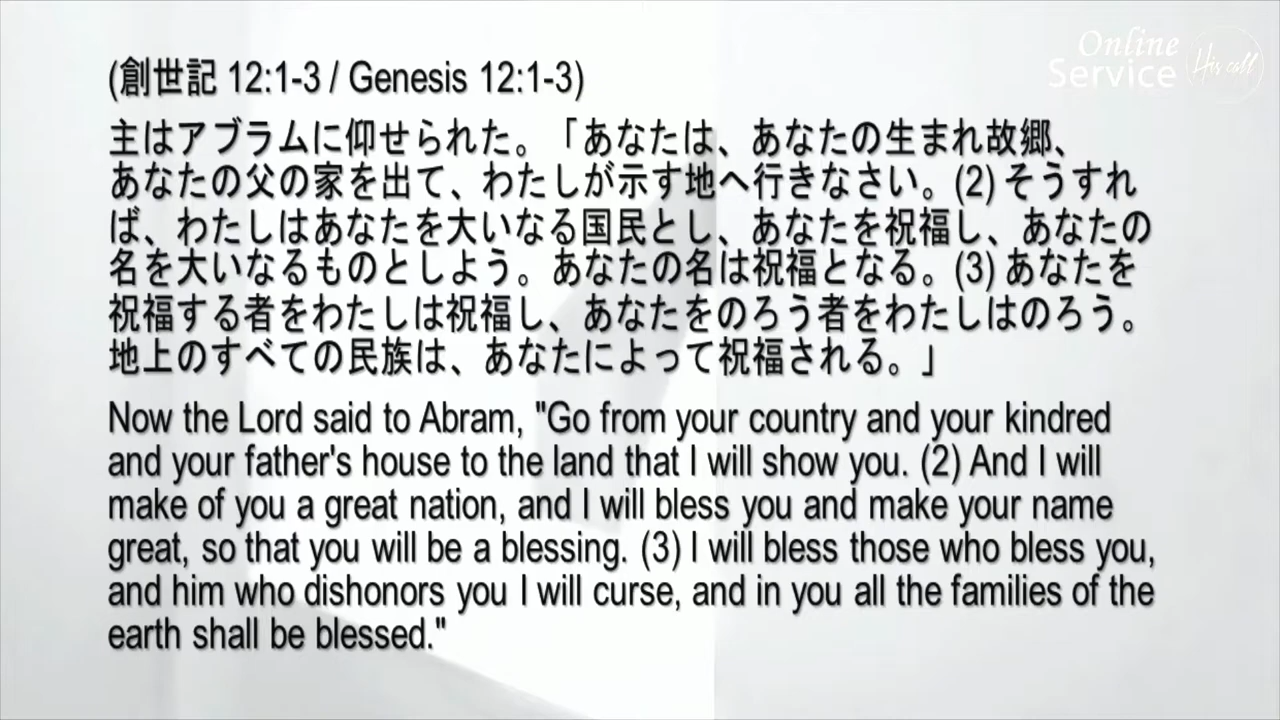 Online
Service
His call
(創世記 12:1-3 / Genesis 12:1-3)
主はアブラムに仰せられた。「あなたは、あなたの生まれ故郷、
あなたの父の家を出て、わたしが示す地へ行きなさい。(2) そうすれ
ば、わたしはあなたを大いなる国民とし、あなたを祝福し、あなたの
名を大いなるものとしよう。あなたの名は祝福となる。(3) あなたを
祝福する者をわたしは祝福し、あなたをのろう者をわたしはのろう。
地上のすべての民族は、あなたによって祝福される。」
Now the Lord said to Abram, "Go from your country and your kindred
and your father's house to the land that I will show you. (2) And I will
make of you a great nation, and I will bless you and make your name
great, so that you will be a blessing. (3) I will bless those who bless you,
and him who dishonors you I will curse, and in you all the families of the
earth shall be blessed."